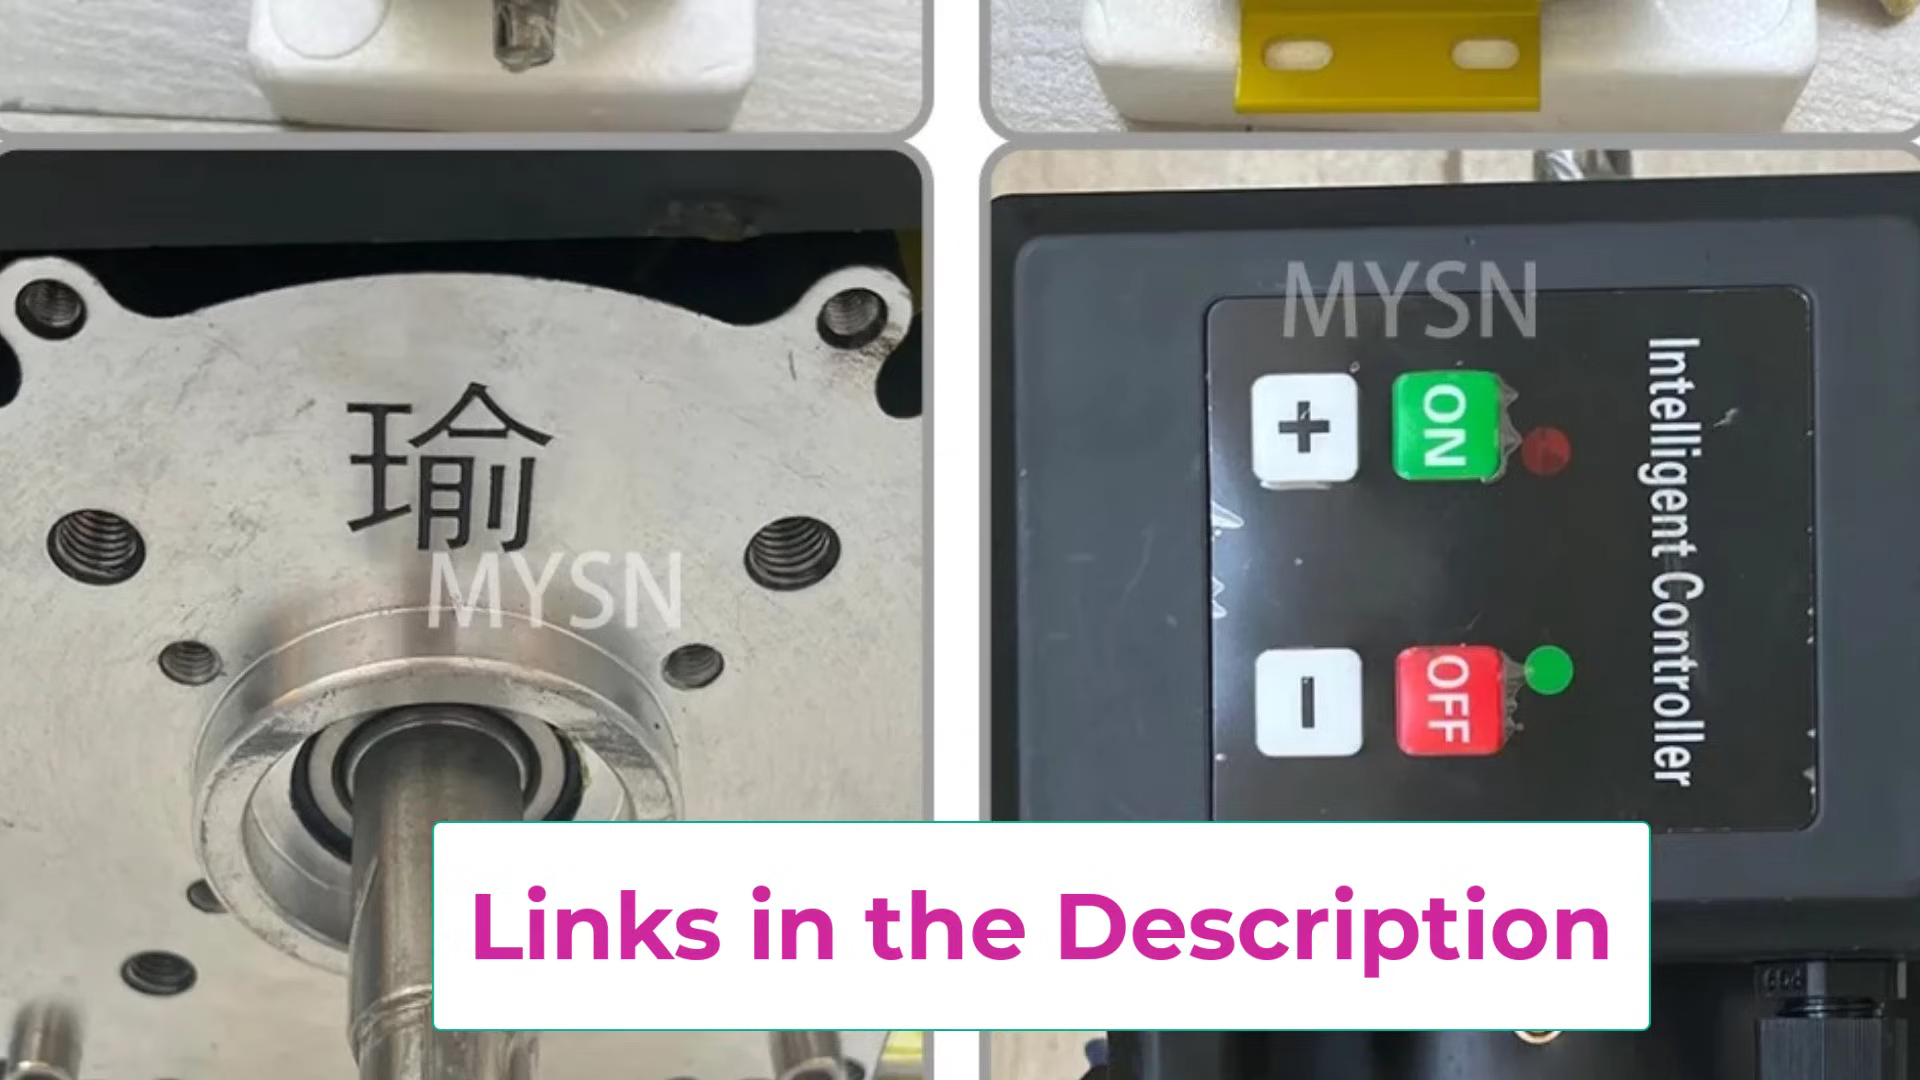 瑜
MYSN
MYSN
+
ON
-
OFF
Intelligent Controller
Links in the Description